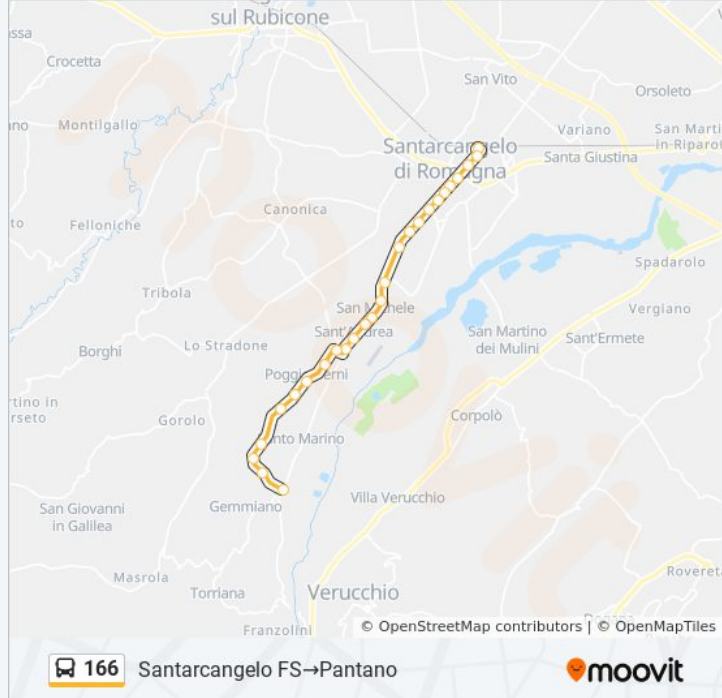 sul Rubicone
Crocetta
San Vito
Orsoleto
Montilgallo
Variano
San Marti
in Riparot
Santarcangelo
di Romagna
Santa Giustina
Canonica
Felloniche
Spadarolo
Tribola
San Michele
Vergiano
Sant'Andrea
San Martino
dei Mulini
Sant'Ermete
Lo Stradone
Borghi
Poggio Berni
Corpolò
Gorolo
Santo Marino
San Giovanni
in Galilea
Gemmiano
Villa Verucchio
Masrola
Torriana
Verucchio
Rovereta
Franzolini
© OpenStreetMap contributors | © OpenMapTiles
166 Santarcangelo FS→Pantano
moovit